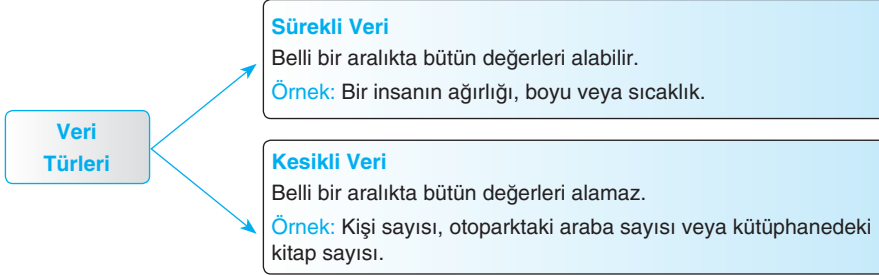 Veri
Türleri
Sürekli Veri
Belli bir aralıkta bütün değerleri alabilir.
Örnek: Bir insanın ağırlığı, boyu veya sıcaklık.
Kesikli Veri
Belli bir aralıkta bütün değerleri alamaz.
Örnek: Kişi sayısı, otoparktaki araba sayısı veya kütüphanedeki
kitap sayısı.